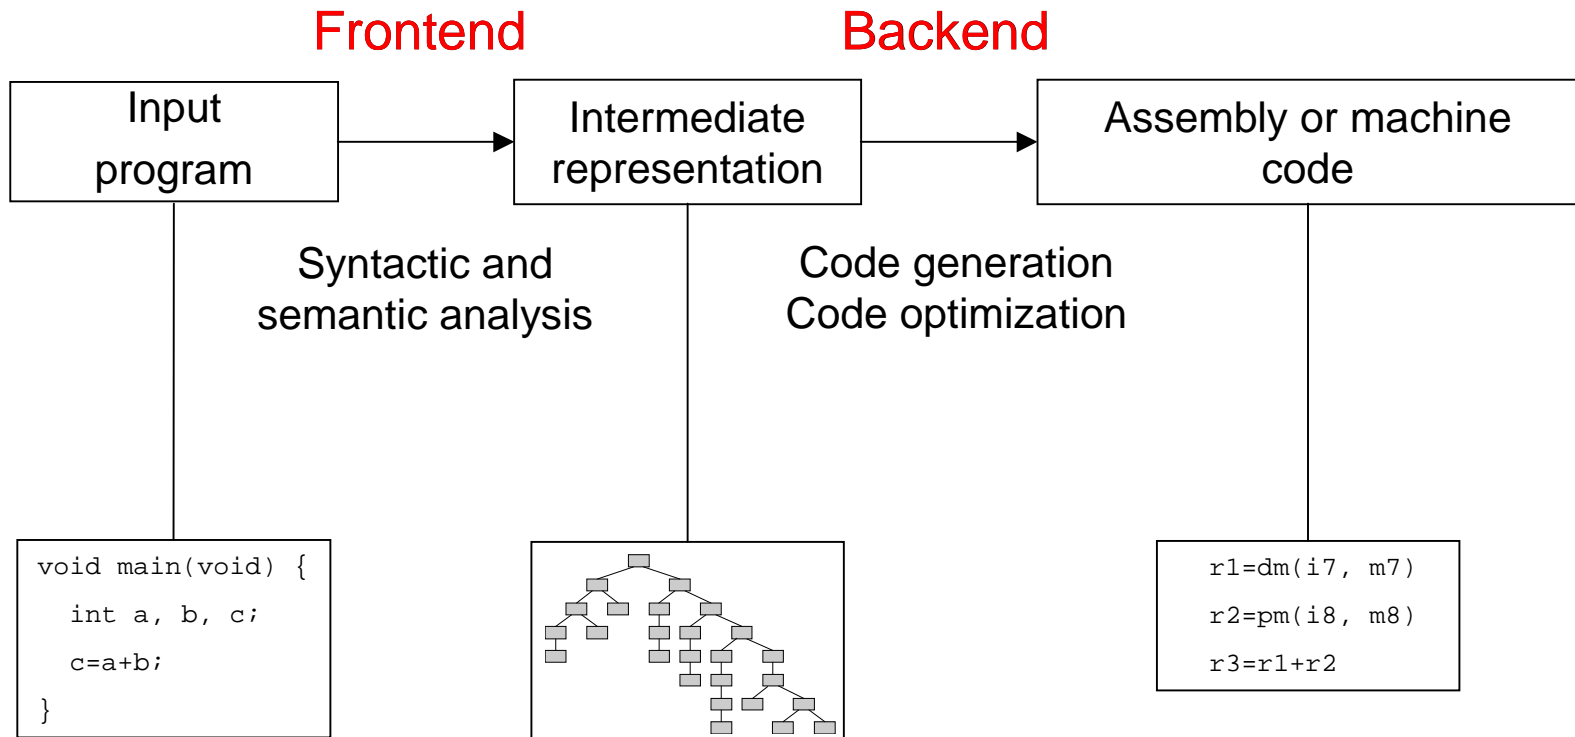 Frontend
Backend
Input
program
Intermediate
representation
Assembly or machine
code
Syntactic and
semantic analysis
Code generation
Code optimization
void main(void) {
int a, b, c;
c=a+b;
}
r1=dm(i7, m7)
r2=pm(i8, m8)
r3=r1+r2